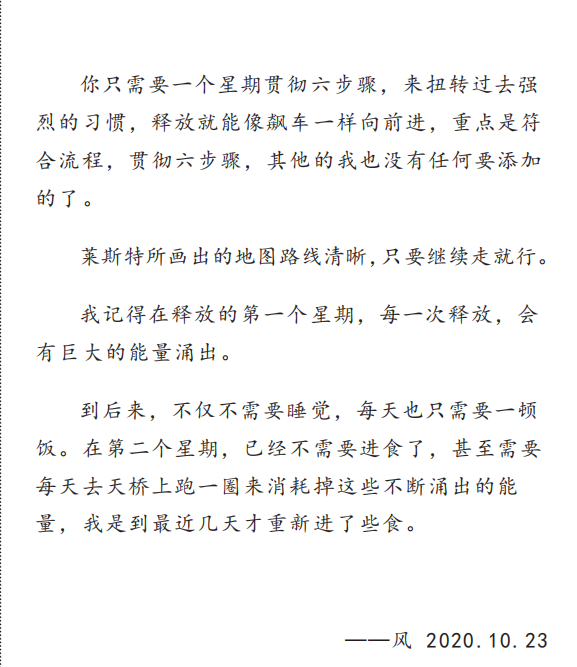 你只需要一个星期贯彻六步骤，来扭转过去强
烈的习惯，释放就能像飙车一样向前进，重点是符
合流程，贯彻六步骤，其他的我也没有任何要添加
的了。
莱斯特所画出的地图路线清晰,只要继续走就行。
我记得在释放的第一个星期，每一次释放，会
有巨大的能量涌出。
到后来，不仅不需要睡觉，每天也只需要一顿
饭。在第二个星期，已经不需要进食了，甚至需要
每天去天桥上跑一圈来消耗掉这些不断涌出的能
量，我是到最近几天才重新进了些食。
——风 2020.10.23